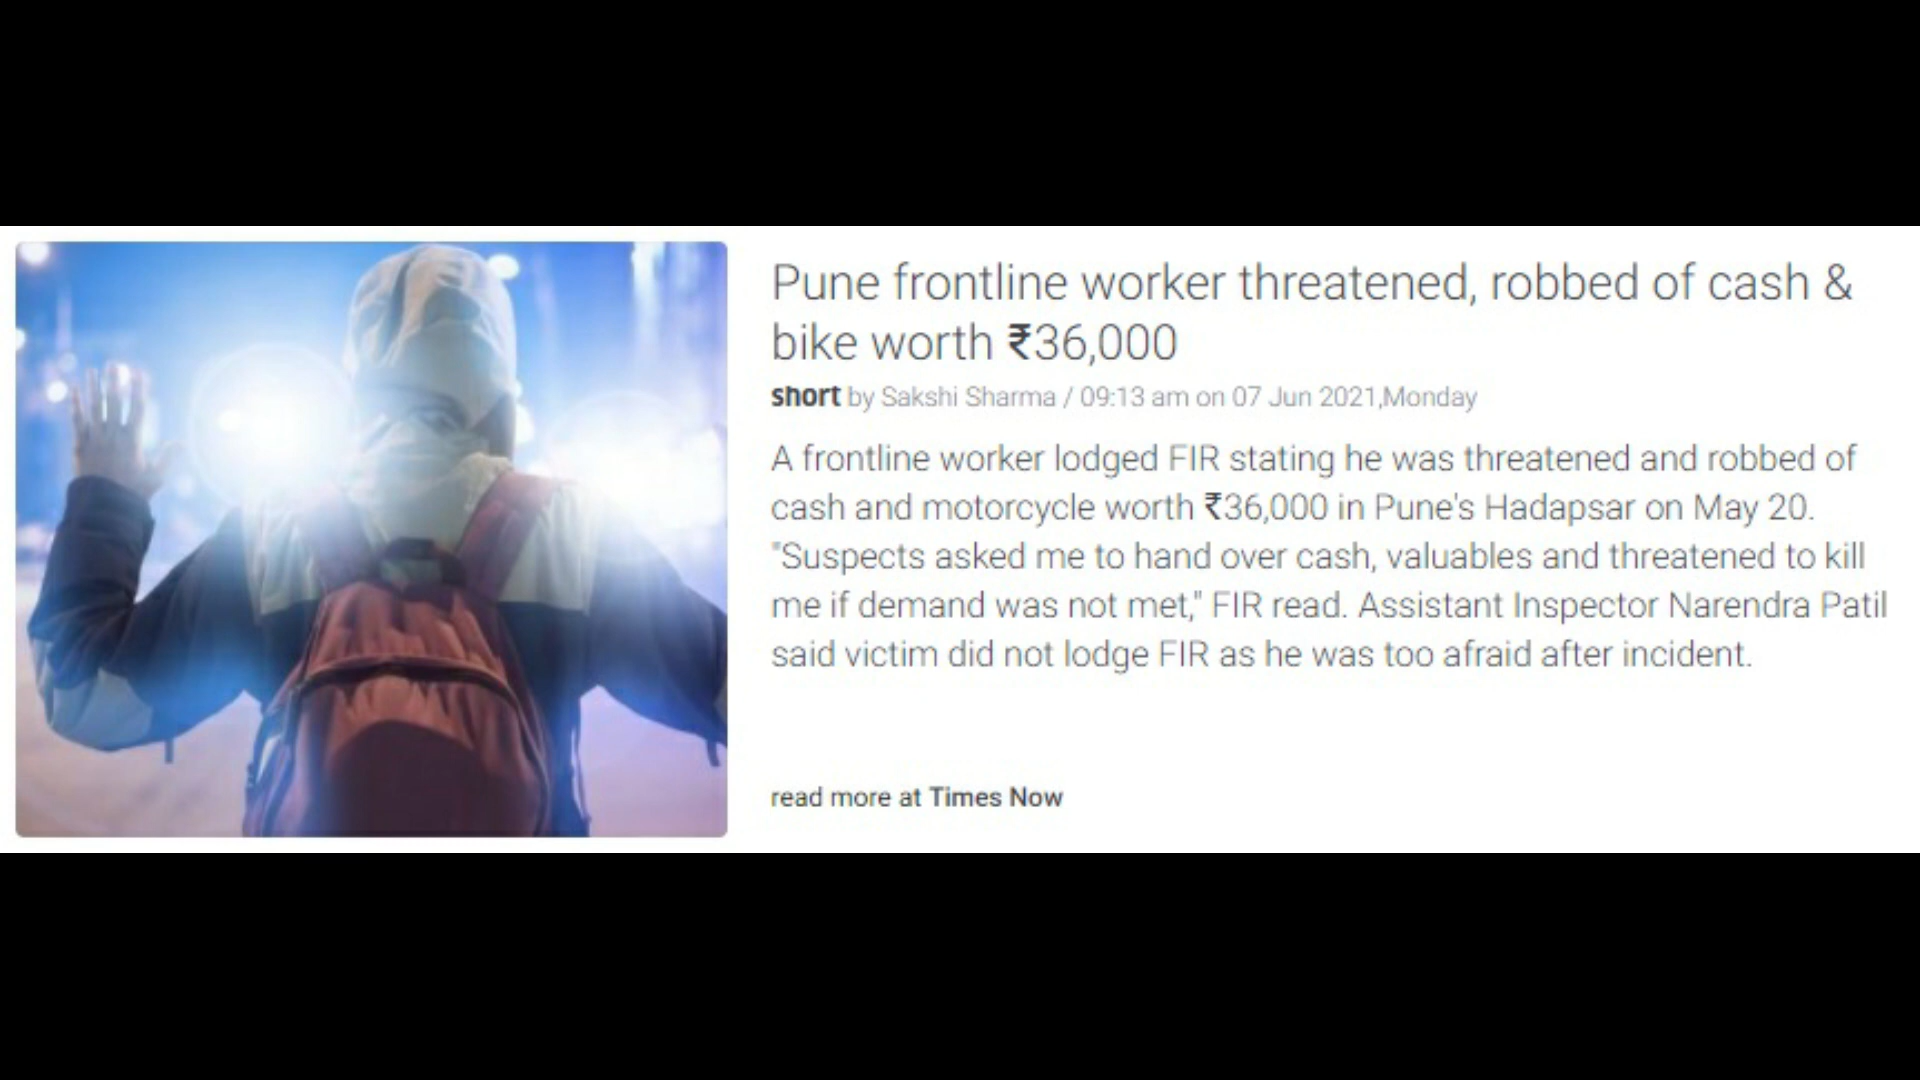 Pune frontline worker threatened, robbed of cash &
bike worth ₹36,000
short by Sakshi Sharma / 09:13 am on 07 Jun 2021,Monday
A frontline worker lodged FIR stating he was threatened and robbed of
cash and motorcycle worth ₹36,000 in Pune's Hadapsar on May 20.
"Suspects asked me to hand over cash, valuables and threatened to kill
me if demand was not met," FIR read. Assistant Inspector Narendra Patil
said victim did not lodge FIR as he was too afraid after incident.
read more at Times Now